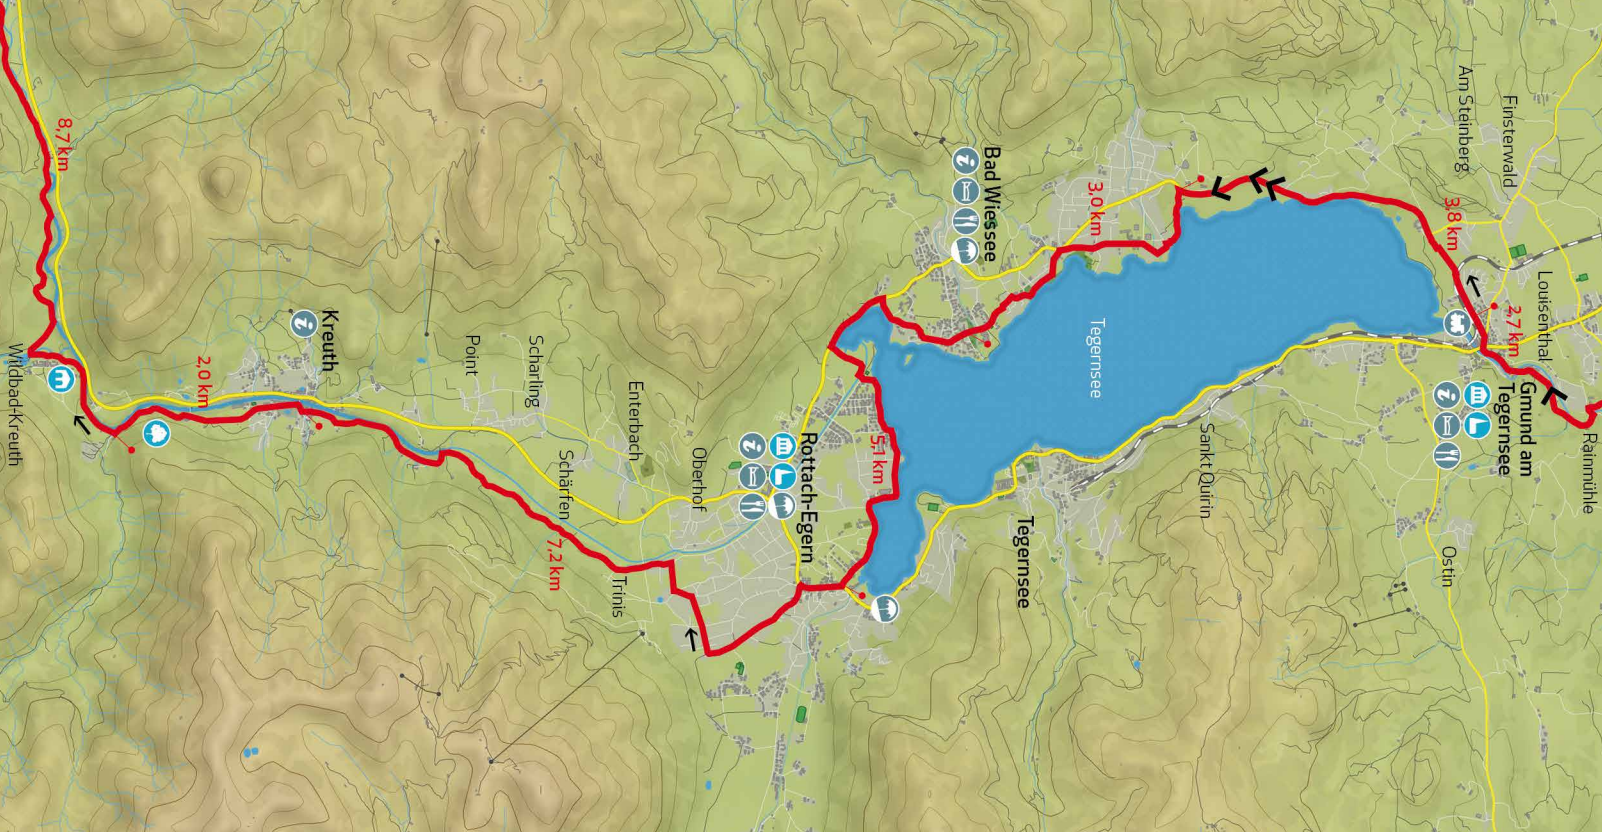 Rainmühle
Gmund am
Tegernsee
Louisenthal
2,7 km
Finsterwald
Am Steinberg
3,8 km
Ostin
Sankt Quirin
3,0 km
Tegernsee
Tegernsee
Bad Wiessee
5,1 km
Rottach-Egern
Oberhof
Enterbach
Trinis
Schärfen
7,2 km
Scharling
Point
Kreuth
2,0 km
8,7 km
Wildbad-Kreuth